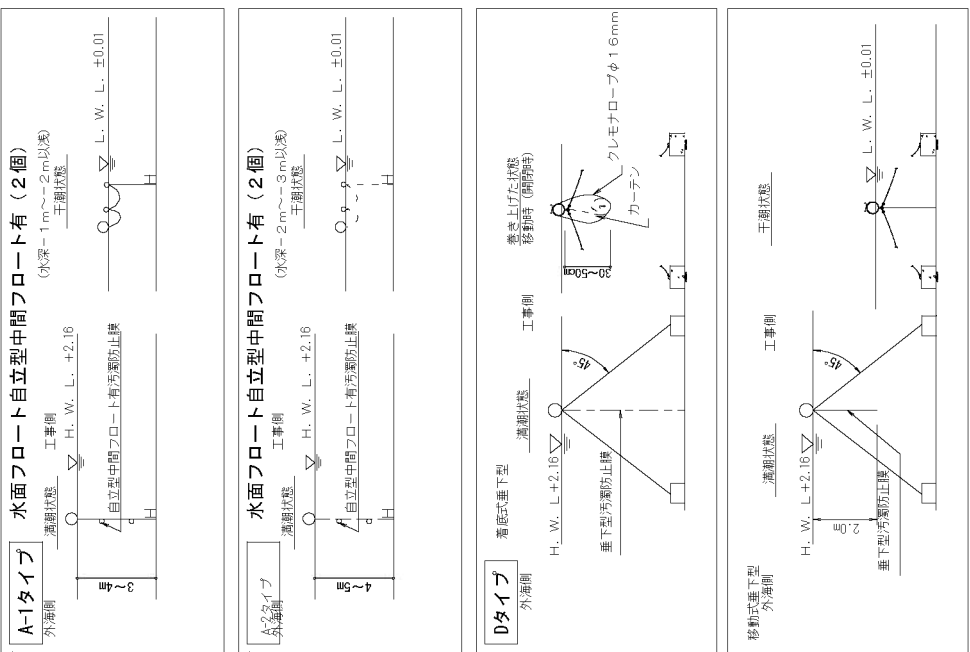 A-1タイプ
水面フロート自立型中間フロート有（2個）
外海側
満潮状態
工事側
H. W. L. +2.16
自立型中間フロート有汚濁防止膜
3～4m
H
(水深－1m～－2m以浅)
干潮状態
L. W. L. ±0.01
H
A-2タイプ
水面フロート自立型中間フロート有（2個）
外海側
満潮状態
工事側
H. W. L. +2.16
自立型中間フロート有汚濁防止膜
4～5m
H
(水深－2m～－3m以浅)
干潮状態
L. W. L. ±0.01
H
Dタイプ
外海側
着底式垂下型
満潮状態
工事側
H. W. L +2.16
45°
垂下型汚濁防止膜
巻き上げた状態
移動時（開閉時）
30～50cm
カーテン
クレモナロープφ16mm
移動式垂下型
外海側
満潮状態
工事側
H. W. L +2.16
45°
2.0m
垂下型汚濁防止膜
干潮状態
L. W. L. ±0.01